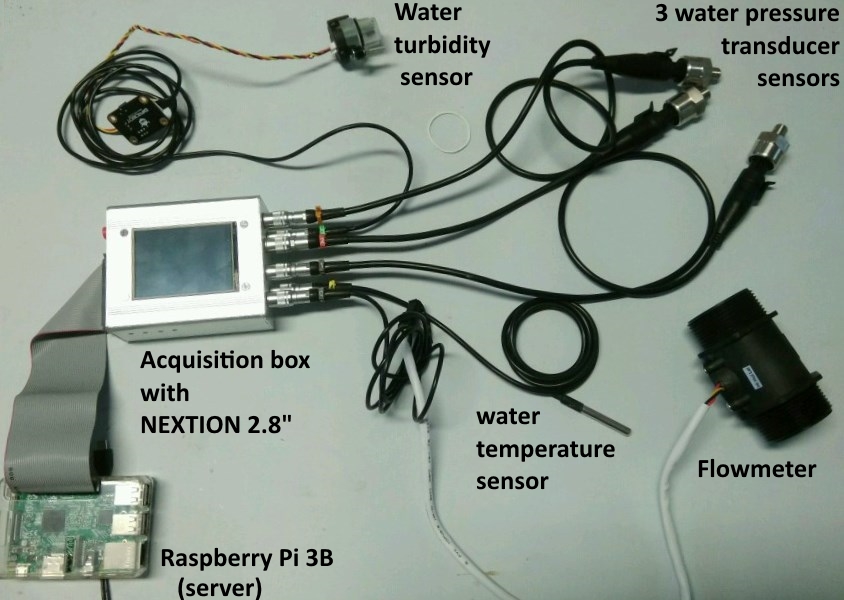 Water
turbidity
sensor
3 water pressure
transducer
sensors
Acquisition box
with
NEXTION 2.8"
water
temperature
sensor
Flowmeter
Raspberry Pi 3B
(server)